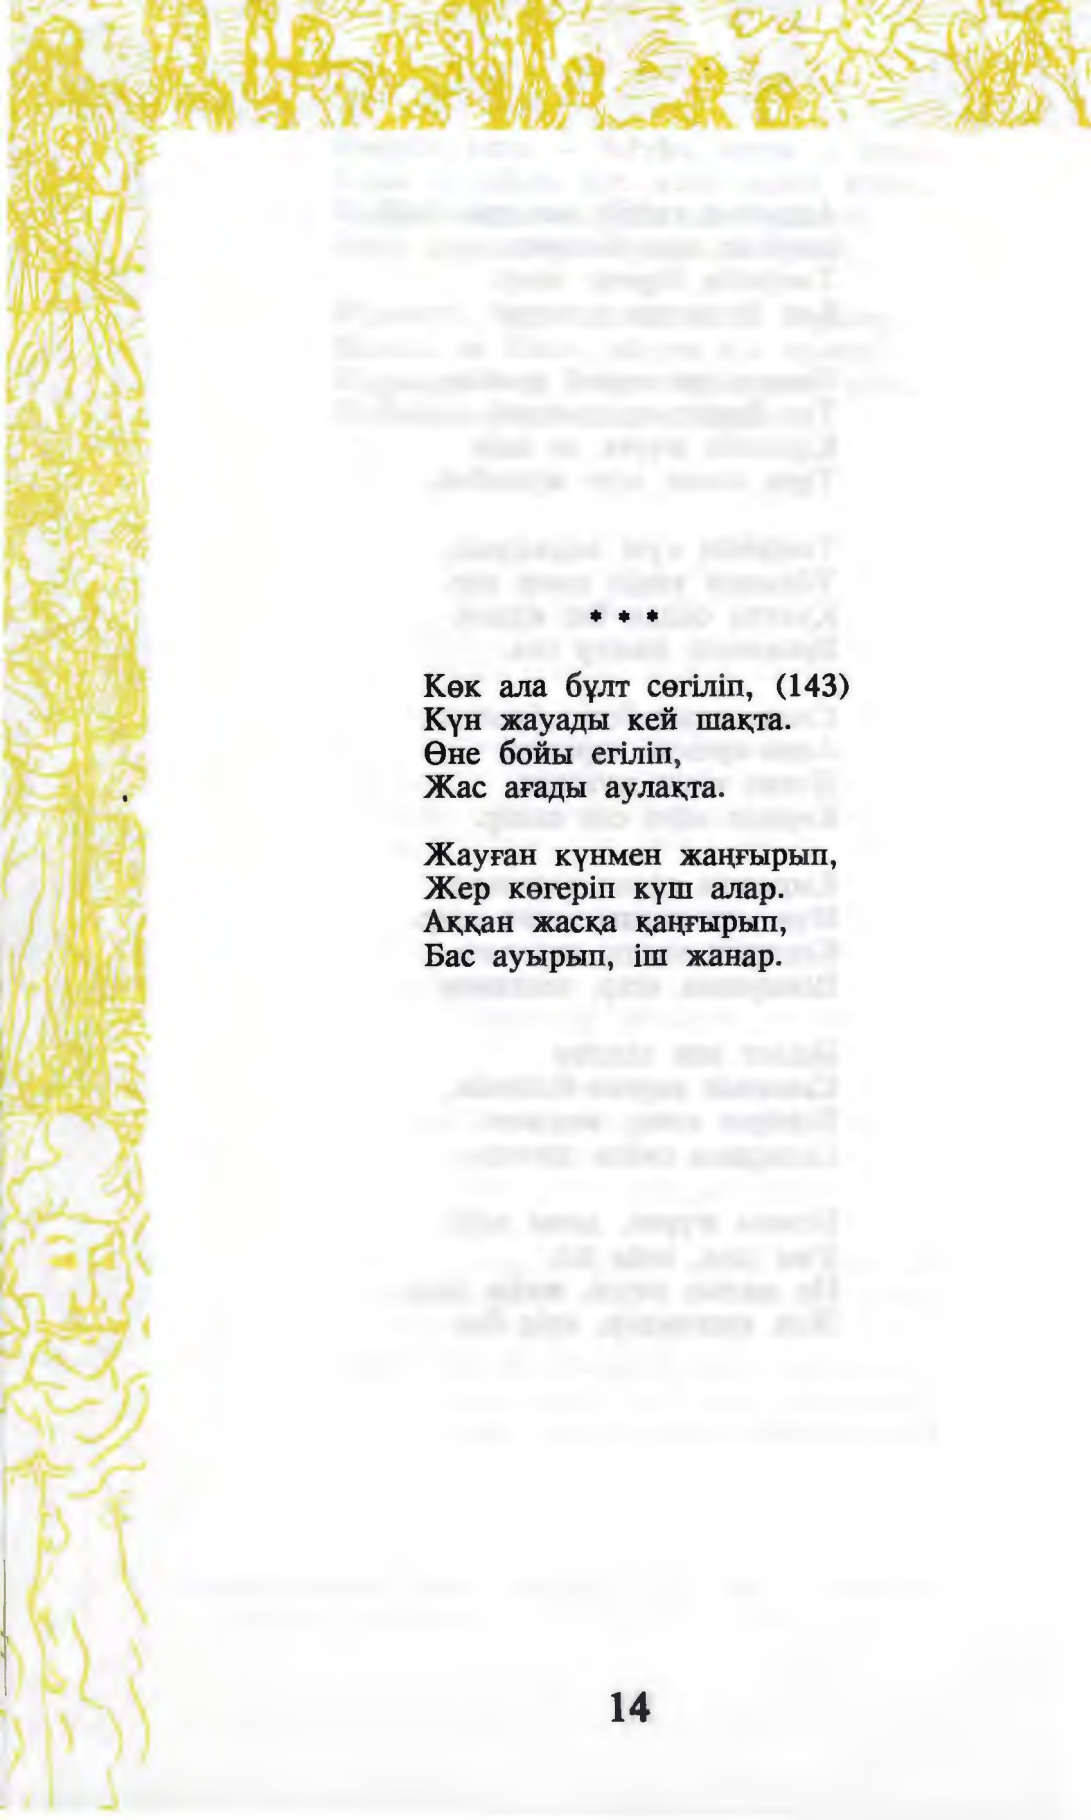 * * *
Көк ала бұлт сөгіліп, (143)
Күн жауады кей шақта.
Өне бойы егіліп,
Жас ағады аулақта.
Жауған күнмен жаңғырып,
Жер көгеріп күш алар.
Аққан жасқа қаңғырып,
Бас ауырып, іш жанар.
14